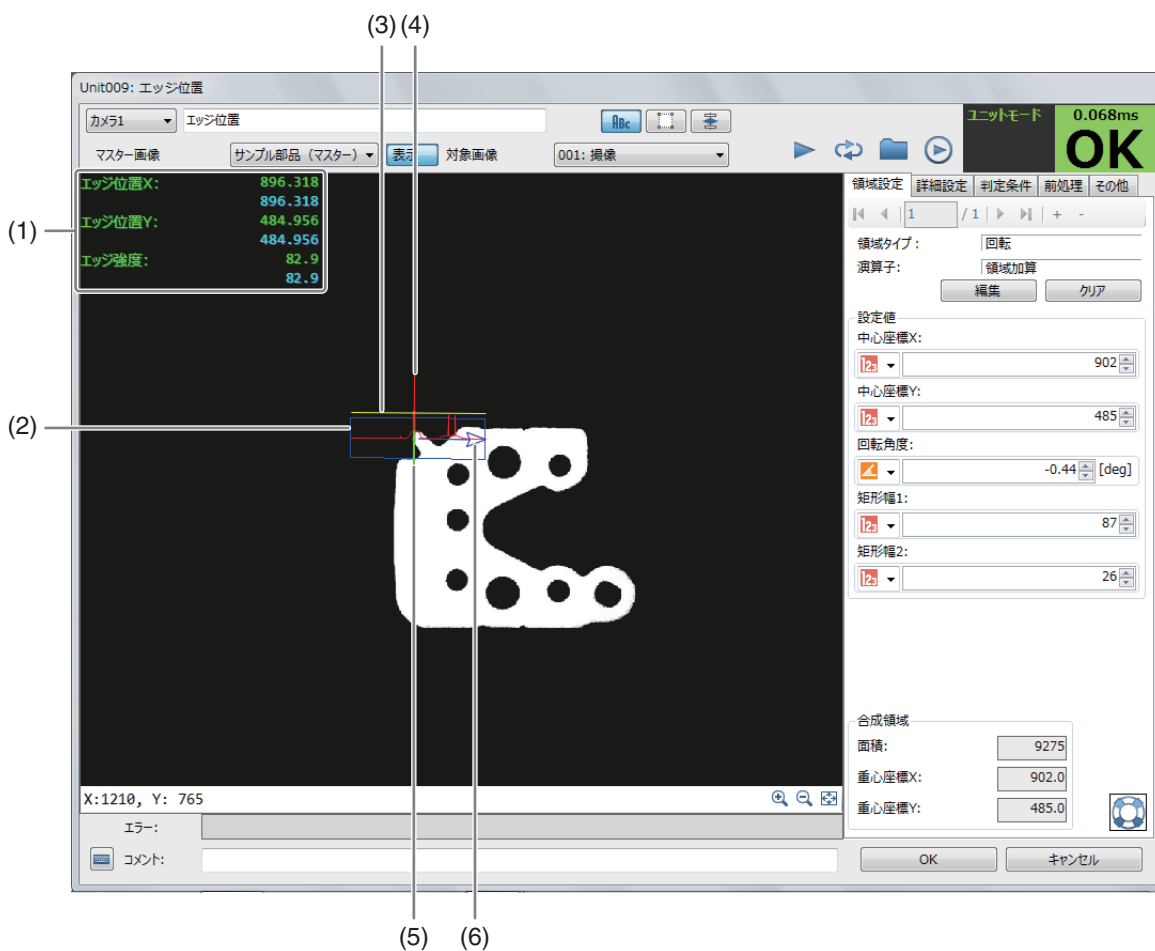 (3) (4)
Unit009: エッジ位置
カメラ1 エッジ位置 ABC
ユニットモード 0.068ms
OK
マスター画像 サンプル部品（マスター） 表示 対象画像 001: 撮像
(1)
エッジ位置X: 896.318
896.318
エッジ位置Y: 484.956
484.956
エッジ強度: 82.9
82.9
(2)
領域設定 詳細設定 判定条件 前処理 その他
1 / 1 + -
領域タイプ： 回転
演算子: 領域加算
編集 クリア
設定値
中心座標X:
123 902
中心座標Y:
123 485
回転角度:
-0.44 [deg]
矩形幅1:
123 87
矩形幅2:
123 26
合成領域
面積: 9275
重心座標X: 902.0
重心座標Y: 485.0
X:1210, Y: 765
エラー:
コメント:
OK キャンセル
(5) (6)